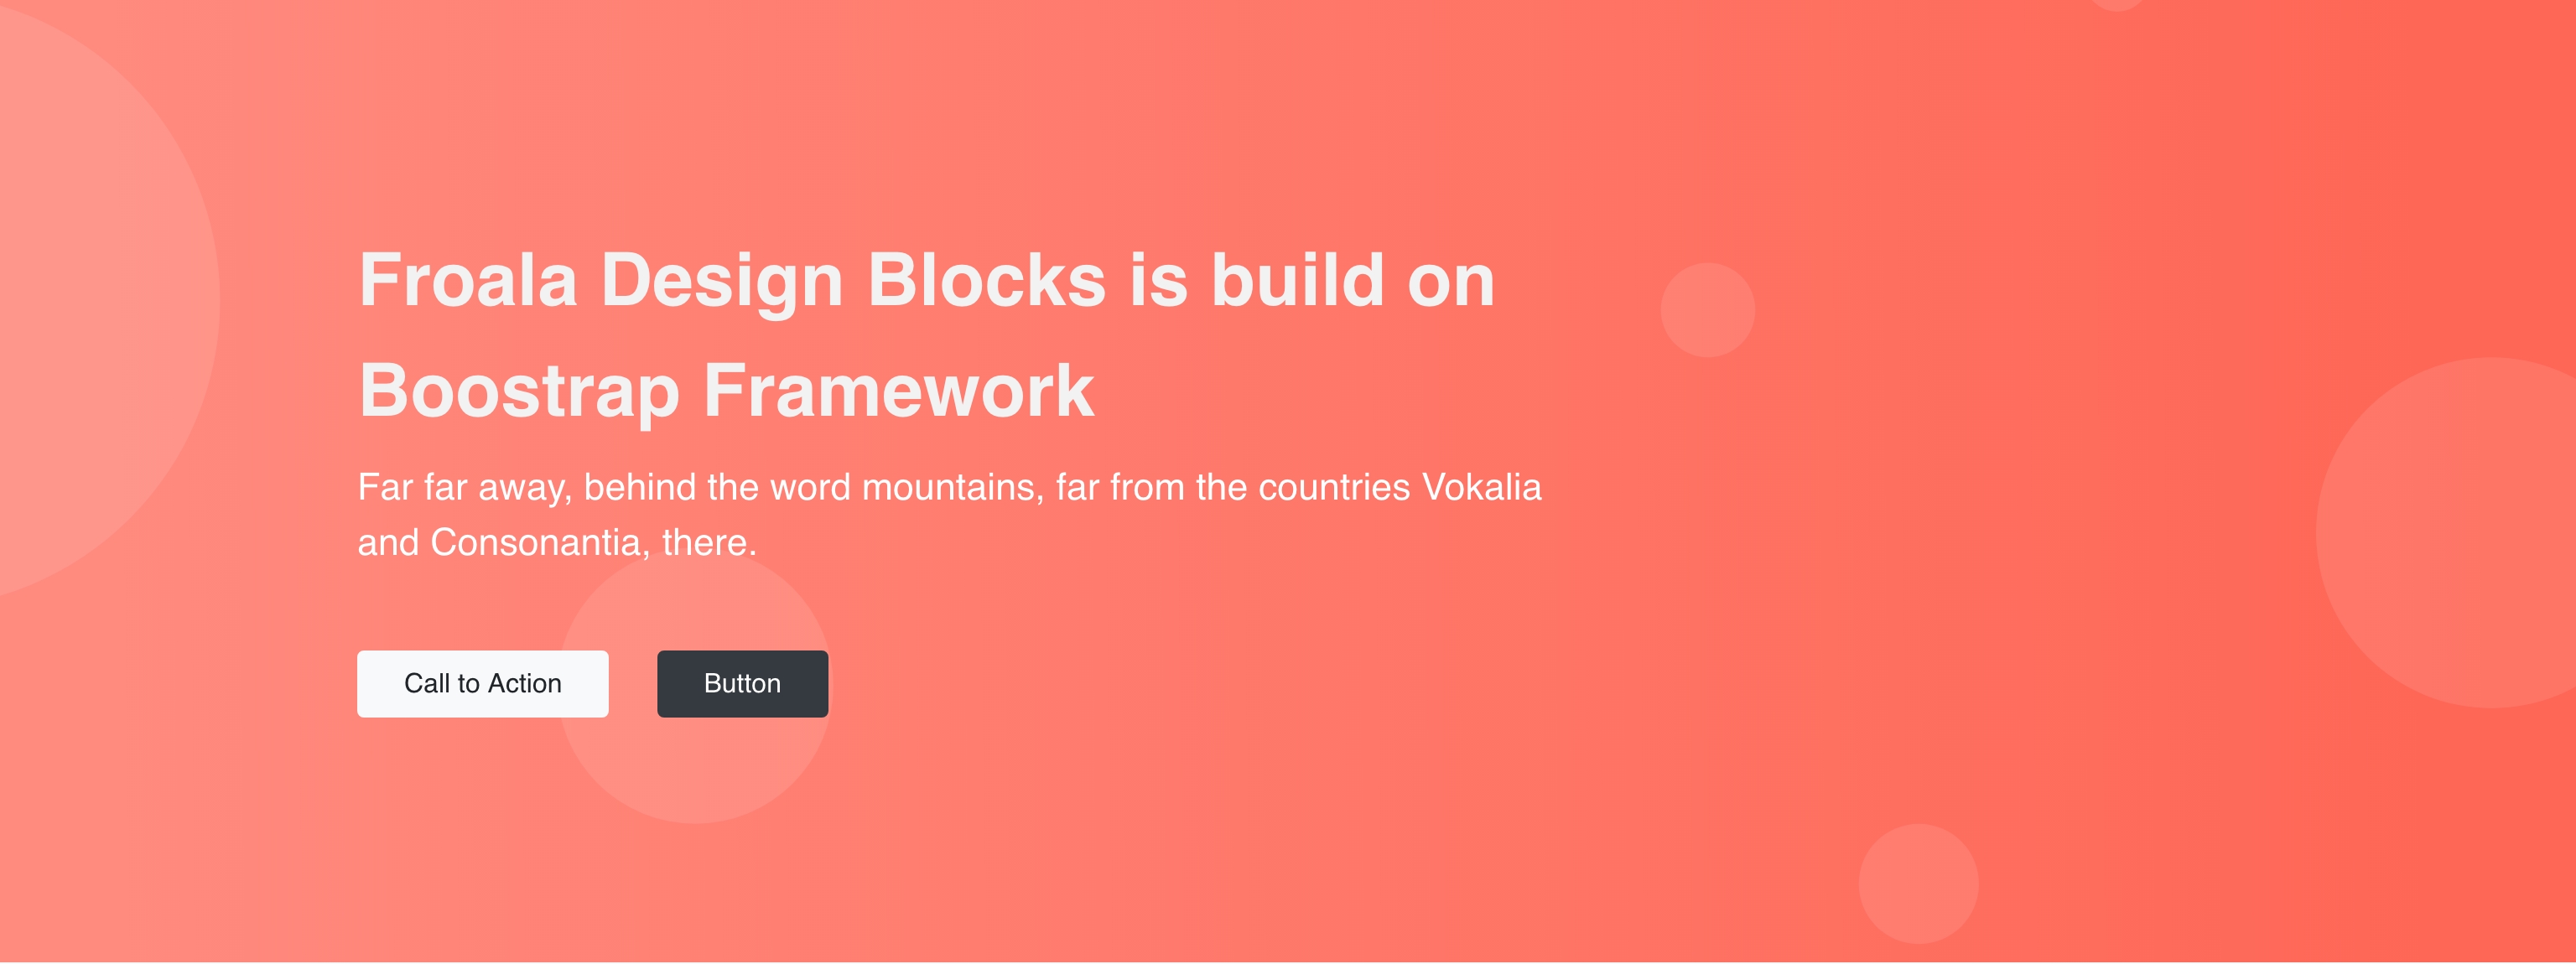 Froala Design Blocks is build on
Boostrap Framework
Far far away, behind the word mountains, far from the countries Vokalia
and Consonantia, there.
Call to Action
Button